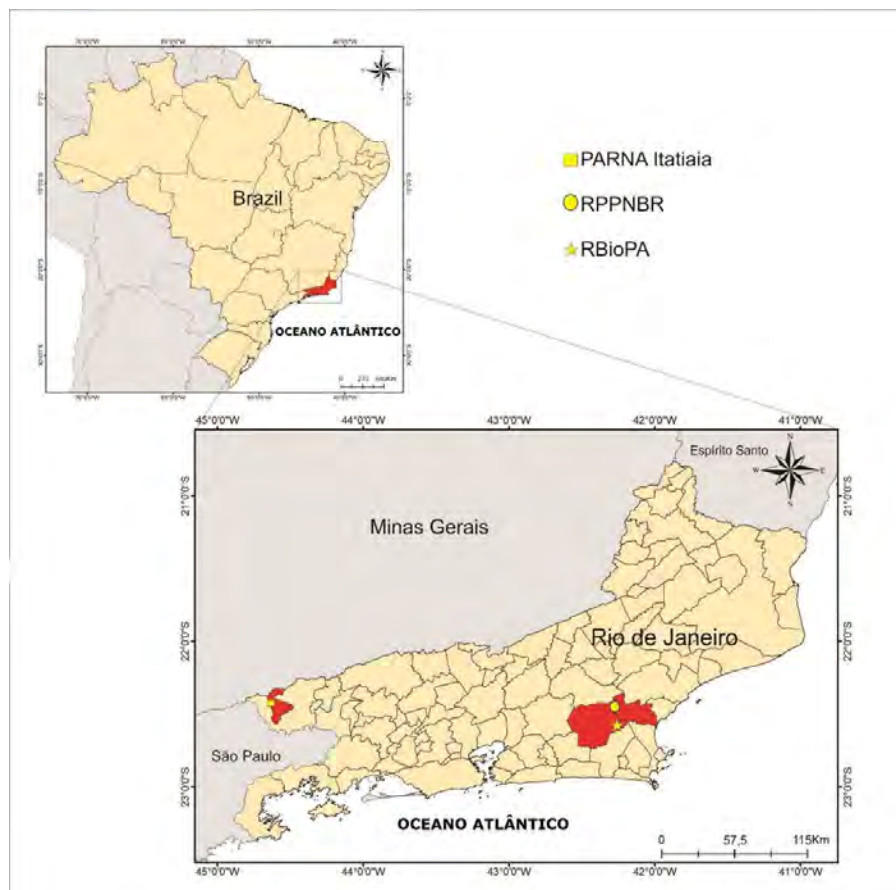 Brazil
OCEANO ATLÂNTICO
PARNA Itatiaia
RPPNBR
RBioPA
45°0'0"W 44°0'0"W 43°0'0"W 42°0'0"W 41°0'0"W
Espírito Santo
N
W E
S
21°0'0"S 21°0'0"S
Minas Gerais
Rio de Janeiro
22°0'0"S 22°0'0"S
São Paulo
23°0'0"S 23°0'0"S
OCEANO ATLÂNTICO
0 57,5 115Km
45°0'0"W 44°0'0"W 43°0'0"W 42°0'0"W 41°0'0"W